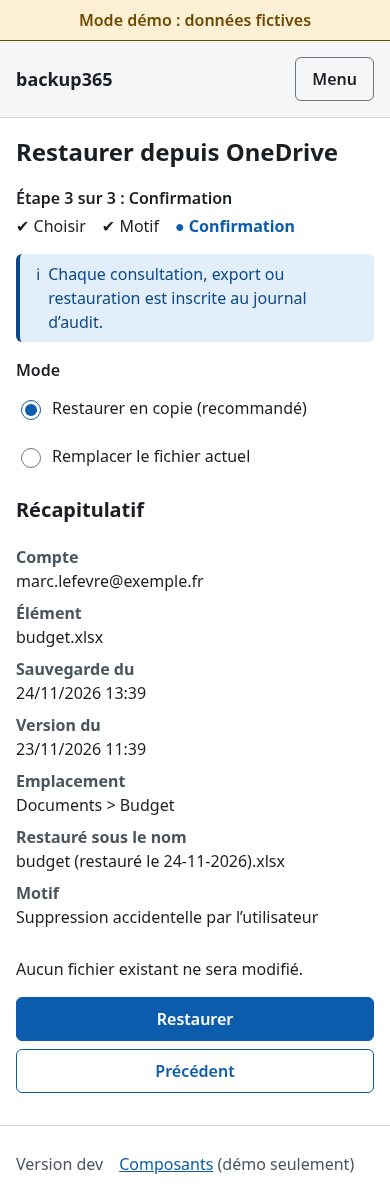 Mode démo : données fictives
backup365
Menu
Restaurer depuis OneDrive
Étape 3 sur 3 : Confirmation
✔ Choisir ✔ Motif ● Confirmation
i Chaque consultation, export ou
restauration est inscrite au journal
d’audit.
Mode
Restaurer en copie (recommandé)
Remplacer le fichier actuel
Récapitulatif
Compte
marc.lefevre@exemple.fr
Élément
budget.xlsx
Sauvegarde du
24/11/2026 13:39
Version du
23/11/2026 11:39
Emplacement
Documents > Budget
Restauré sous le nom
budget (restauré le 24-11-2026).xlsx
Motif
Suppression accidentelle par l’utilisateur
Aucun fichier existant ne sera modifié.
Restaurer
Précédent
Version dev Composants (démo seulement)